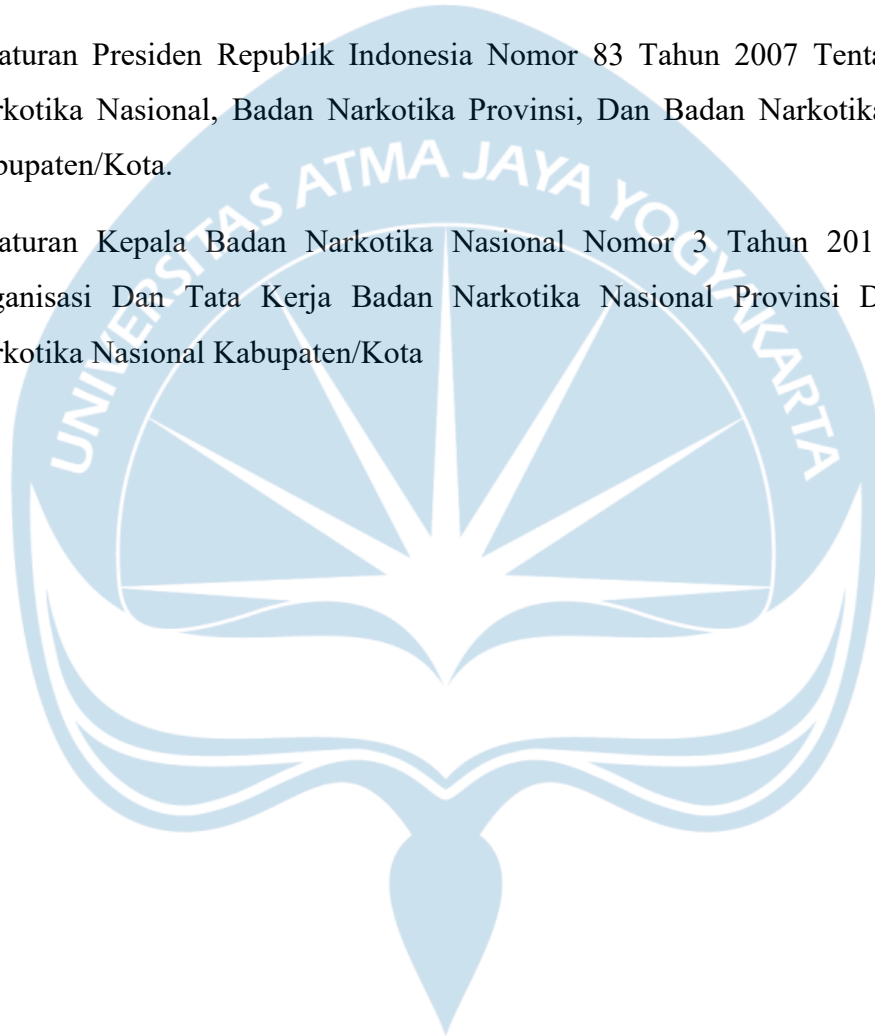 aturan Presiden Republik Indonesia Nomor 83 Tahun 2007 Tenta
rkotika Nasional, Badan Narkotika Provinsi, Dan Badan Narkotika
bupaten/Kota.
UNIVERSITAS ATMA JAYA YOGYAKARTA
aturan Kepala Badan Narkotika Nasional Nomor 3 Tahun 201
ganisasi Dan Tata Kerja Badan Narkotika Nasional Provinsi D
rkotika Nasional Kabupaten/Kota